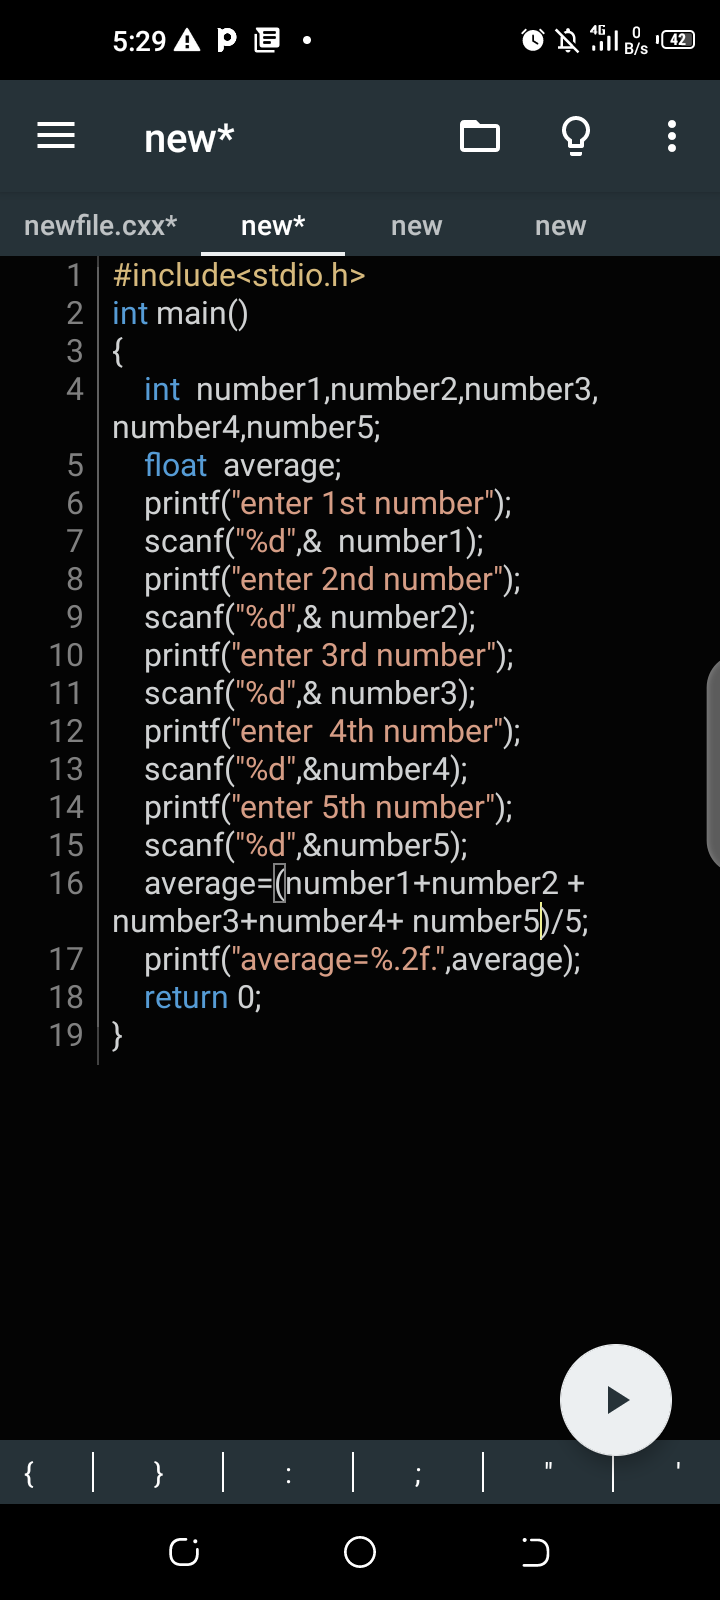 5:29
4G
0
B/s
42
new*
newfile.cxx* new* new new
1 #include<stdio.h>
2 int main()
3 {
4 int  number1,number2,number3,
number4,number5;
5 float  average;
6 printf("enter 1st number");
7 scanf("%d",&  number1);
8 printf("enter 2nd number");
9 scanf("%d",& number2);
10 printf("enter 3rd number");
11 scanf("%d",& number3);
12 printf("enter  4th number");
13 scanf("%d",&number4);
14 printf("enter 5th number");
15 scanf("%d",&number5);
16 average=(number1+number2 +
number3+number4+ number5)/5;
17 printf("average=%.2f.",average);
18 return 0;
19 }
{ } : ; " '